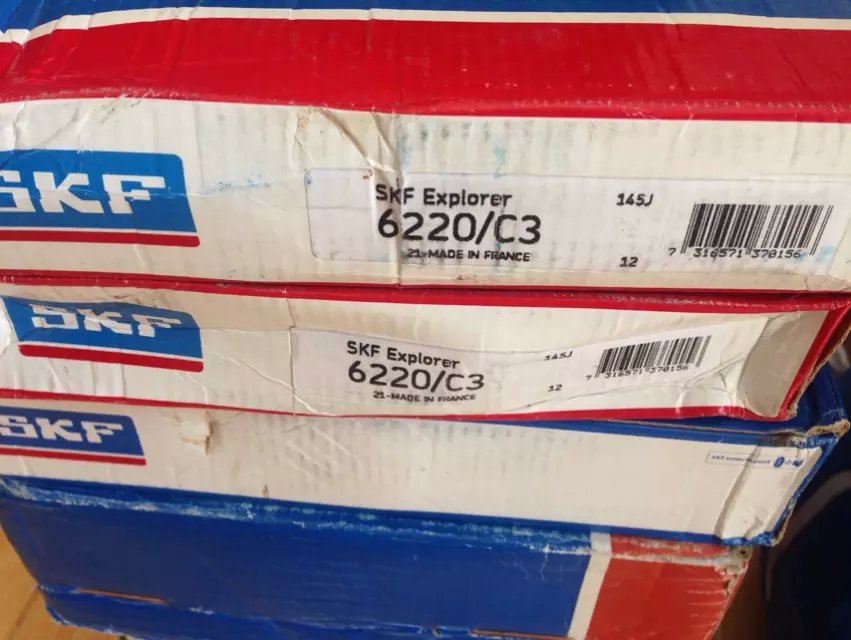 SKF
SKF Explorer
6220/C3
21-MADE IN FRANCE
145J
12
7 316571 370156
SKF
SKF Explorer
6220/C3
21-MADE IN FRANCE
145J
12
7 316571 370156
SKF